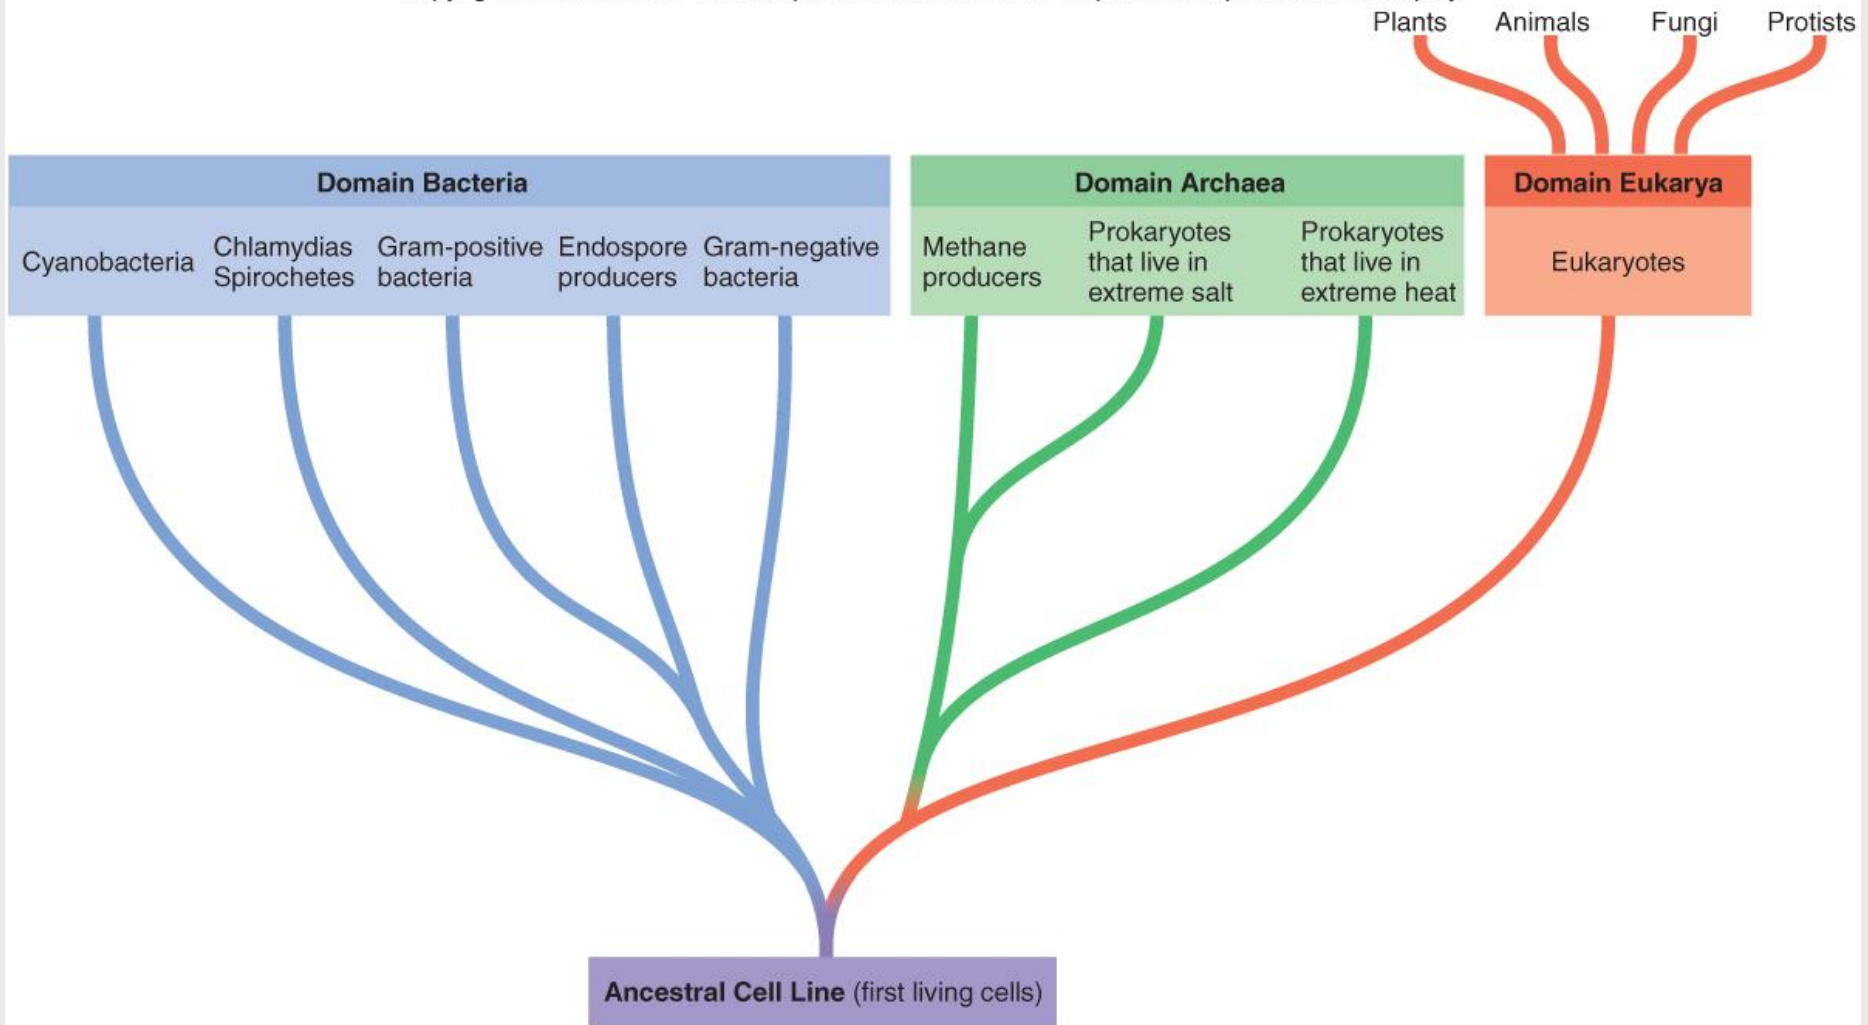 Plants Animals Fungi Protists
Domain Bacteria
Cyanobacteria
Chlamydias
Spirochetes
Gram-positive
bacteria
Endospore
producers
Gram-negative
bacteria
Domain Archaea
Methane
producers
Prokaryotes
that live in
extreme salt
Prokaryotes
that live in
extreme heat
Domain Eukarya
Eukaryotes
Ancestral Cell Line (first living cells)